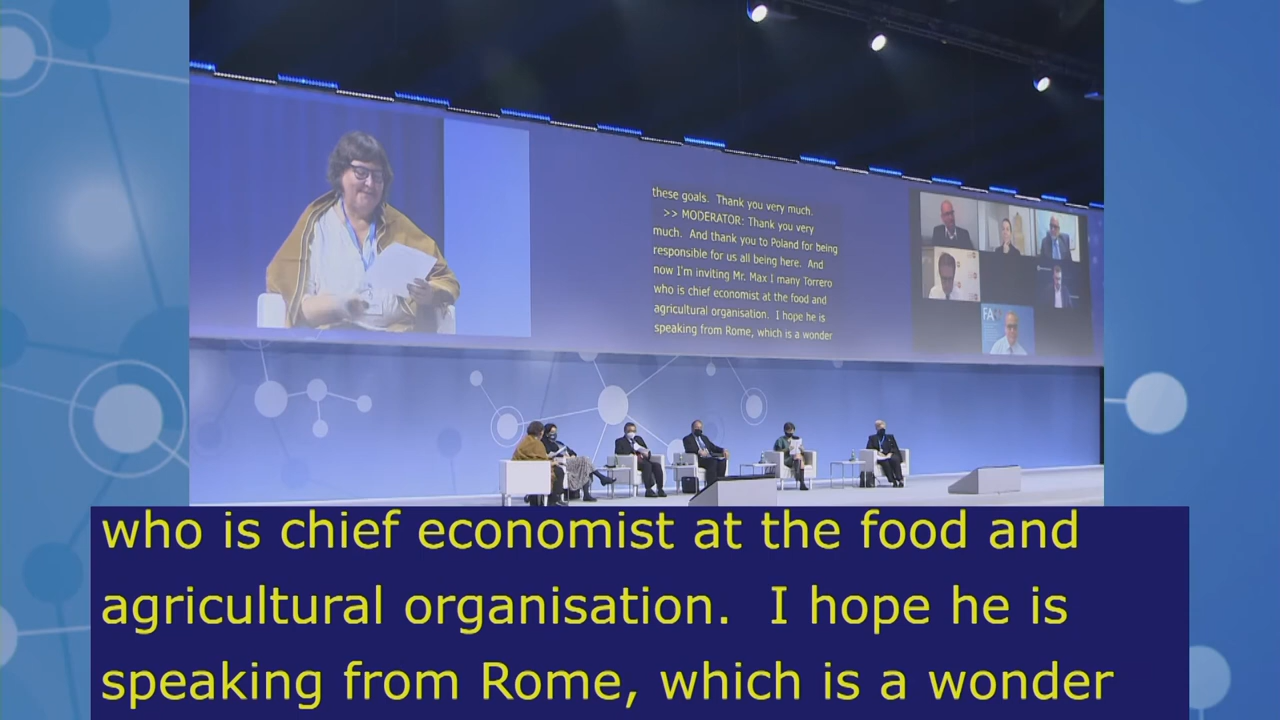 these goals.  Thank you very much.
>> MODERATOR: Thank you very
much.  And thank you to Poland for being
responsible for us all being here.  And
now I'm inviting Mr. Max I many Torrero
who is chief economist at the food and
agricultural organisation.  I hope he is
speaking from Rome, which is a wonder
FA
who is chief economist at the food and
agricultural organisation.  I hope he is
speaking from Rome, which is a wonder